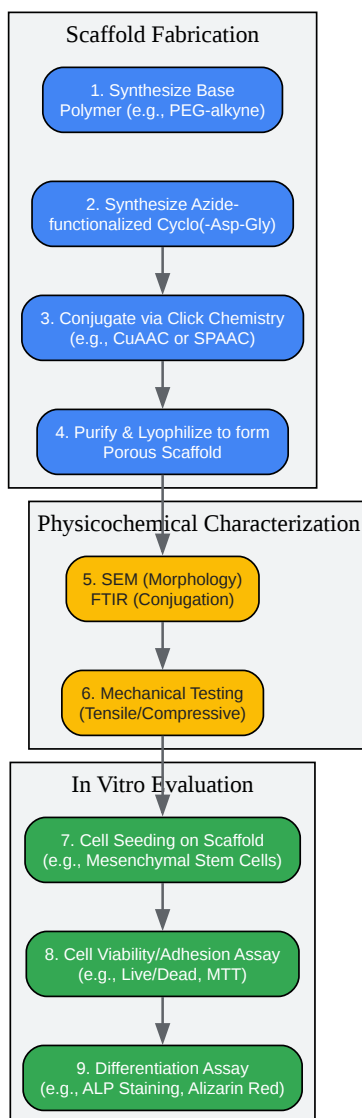 Scaffold Fabrication
1. Synthesize Base
Polymer (e.g., PEG-alkyne)
2. Synthesize Azide-
functionalized Cyclo(-Asp-Gly)
3. Conjugate via Click Chemistry
(e.g., CuAAC or SPAAC)
4. Purify & Lyophilize to form
Porous Scaffold
Physicochemical Characterization
5. SEM (Morphology)
FTIR (Conjugation)
6. Mechanical Testing
(Tensile/Compressive)
In Vitro Evaluation
7. Cell Seeding on Scaffold
(e.g., Mesenchymal Stem Cells)
8. Cell Viability/Adhesion Assay
(e.g., Live/Dead, MTT)
9. Differentiation Assay
(e.g., ALP Staining, Alizarin Red)